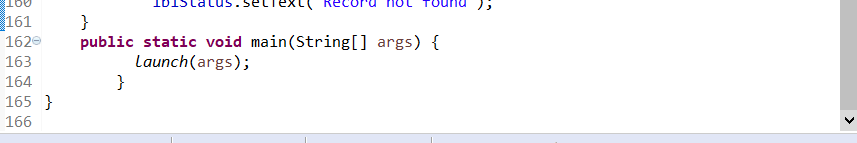 160 lblStatus.setText("Record not found");
161 }
162 public static void main(String[] args) {
163 launch(args);
164 }
165 }
166